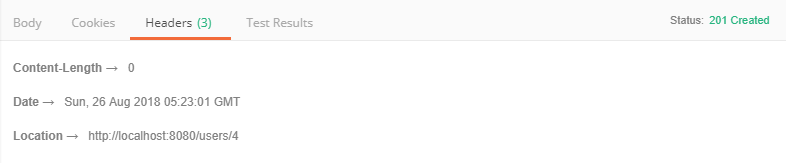 Body Cookies Headers (3) Test Results Status: 201 Created
Content-Length → 0
Date → Sun, 26 Aug 2018 05:23:01 GMT
Location → http://localhost:8080/users/4